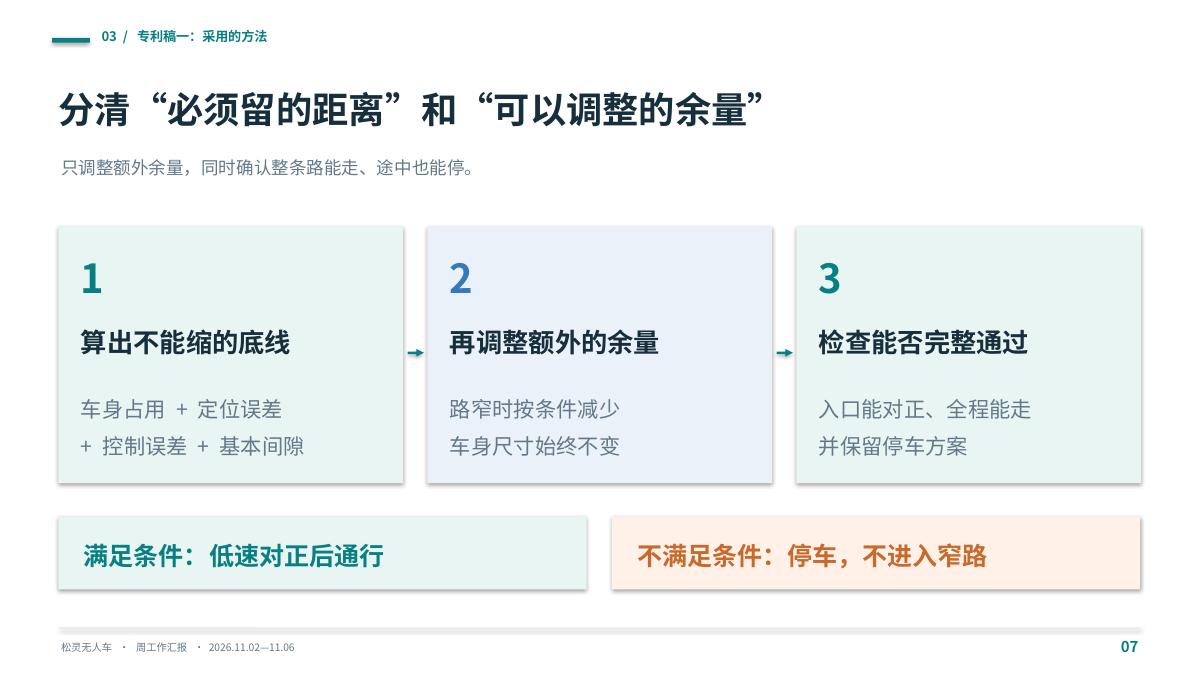 03 / 专利稿一：采用的方法
分清“必须留的距离”和“可以调整的余量”
只调整额外余量，同时确认整条路能走、途中也能停。
1
算出不能缩的底线
车身占用 + 定位误差
+ 控制误差 + 基本间隙
2
再调整额外的余量
路窄时按条件减少
车身尺寸始终不变
3
检查能否完整通过
入口能对正、全程能走
并保留停车方案
满足条件：低速对正后通行
不满足条件：停车，不进入窄路
松灵无人车 · 周工作汇报 · 2026.11.02—11.06
07